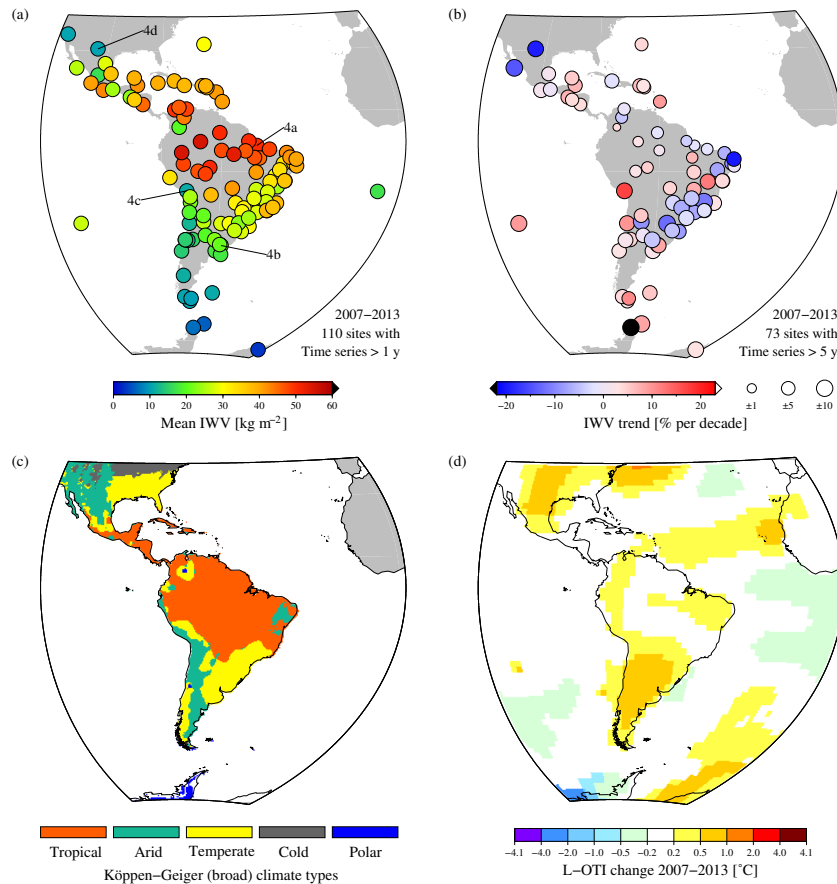 (a)
4d
4a
4c
4b
2007−2013
110 sites with
Time series > 1 y
0 10 20 30 40 50 60
Mean IWV [kg m−2]
(b)
2007−2013
73 sites with
Time series > 5 y
−20 −10 0 10 20
IWV trend [% per decade]
±1 ±5 ±10
(c)
Tropical Arid Temperate Cold Polar
Köppen−Geiger (broad) climate types
(d)
−4.1 −4.0 −2.0 −1.0 −0.5 −0.2 0.2 0.5 1.0 2.0 4.0 4.1
L−OTI change 2007−2013 [°C]